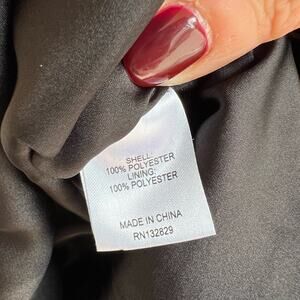 SHELL:
100% POLYESTER
LINING:
100% POLYESTER
MADE IN CHINA
RN132829